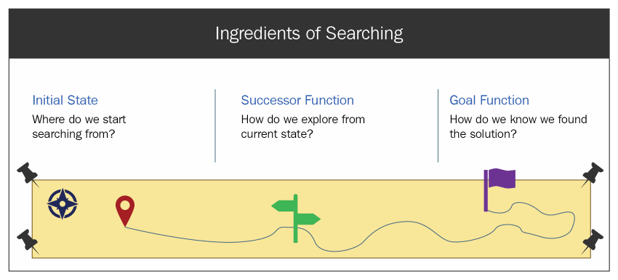 Ingredients of Searching
Initial State
Where do we start
searching from?
Successor Function
How do we explore from
current state?
Goal Function
How do we know we found
the solution?